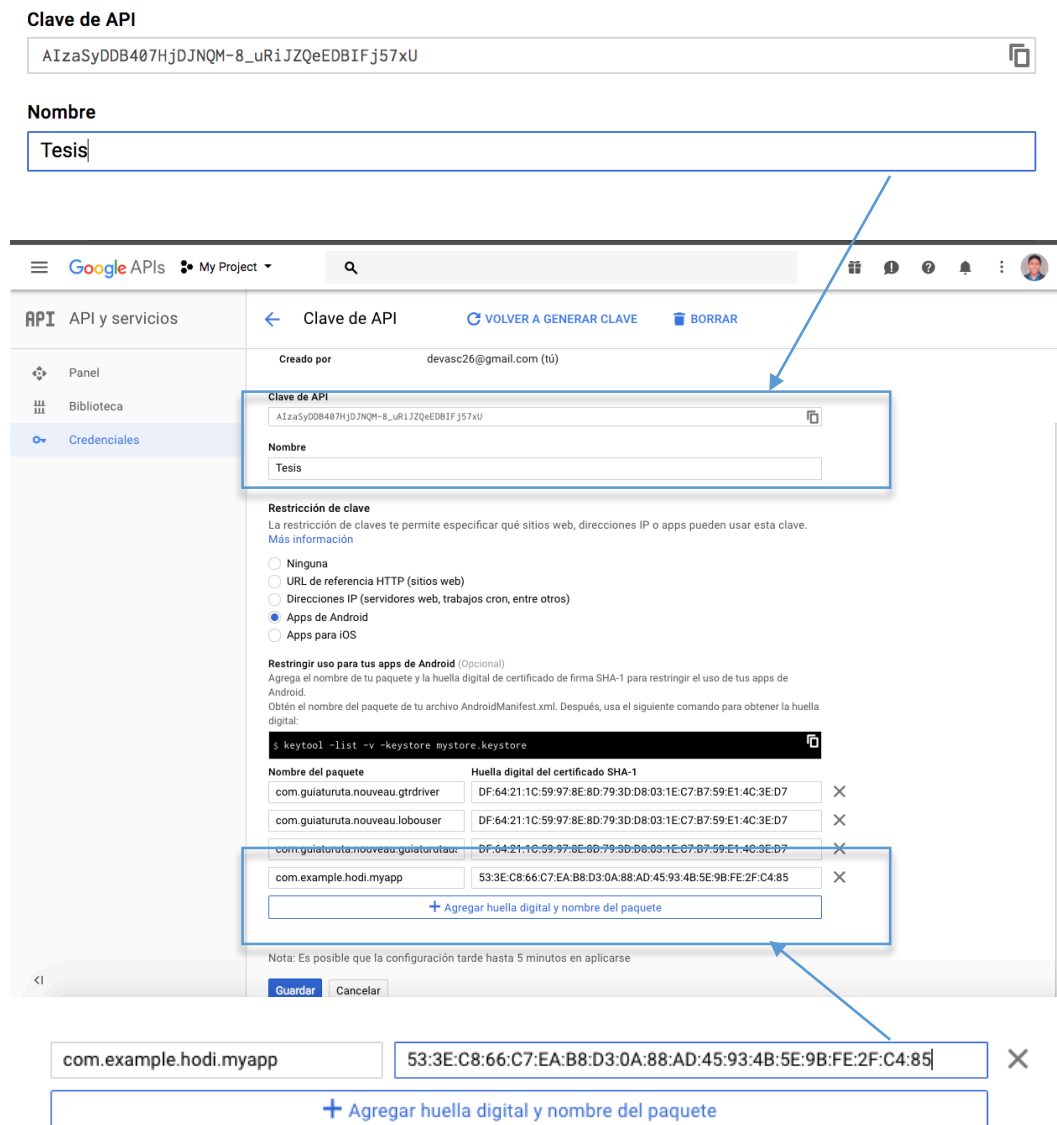 Clave de API
AIzaSyDDB407HjDJNQM-8_uRiJZQeEDBIFj57xU
Nombre
Tesis
Google APIs My Project
API API y servicios
Clave de API VOLVER A GENERAR CLAVE BORRAR
Panel
Biblioteca
Credenciales
Creado por devasc26@gmail.com (tú)
Clave de API
AIzaSyDDB407HjDJNQM-8_uRiJZQeEDBIFj57xU
Nombre
Tesis
Restricción de clave
La restricción de claves te permite especificar qué sitios web, direcciones IP o apps pueden usar esta clave.
Más información
Ninguna
URL de referencia HTTP (sitios web)
Direcciones IP (servidores web, trabajos cron, entre otros)
Apps de Android
Apps para iOS
Restringir uso para tus apps de Android (Opcional)
Agrega el nombre de tu paquete y la huella digital de certificado de firma SHA-1 para restringir el uso de tus apps de
Android.
Obtén el nombre del paquete de tu archivo AndroidManifest.xml. Después, usa el siguiente comando para obtener la huella
digital:
$ keytool -list -v -keystore mystore.keystore
Nombre del paquete Huella digital del certificado SHA-1
com.guiaturuta.nouveau.gtrdriver DF:64:21:1C:59:97:8E:8D:79:3D:D8:03:1E:C7:B7:59:E1:4C:3E:D7
com.guiaturuta.nouveau.lobouser DF:64:21:1C:59:97:8E:8D:79:3D:D8:03:1E:C7:B7:59:E1:4C:3E:D7
com.guiaturuta.nouveau.guiaturutaus DF:64:21:1C:59:97:8E:8D:79:3D:D8:03:1E:C7:B7:59:E1:4C:3E:D7
com.example.hodi.myapp 53:3E:C8:66:C7:EA:B8:D3:0A:88:AD:45:93:4B:5E:9B:FE:2F:C4:85
+ Agregar huella digital y nombre del paquete
Nota: Es posible que la configuración tarde hasta 5 minutos en aplicarse
Guardar Cancelar
com.example.hodi.myapp 53:3E:C8:66:C7:EA:B8:D3:0A:88:AD:45:93:4B:5E:9B:FE:2F:C4:85
+ Agregar huella digital y nombre del paquete